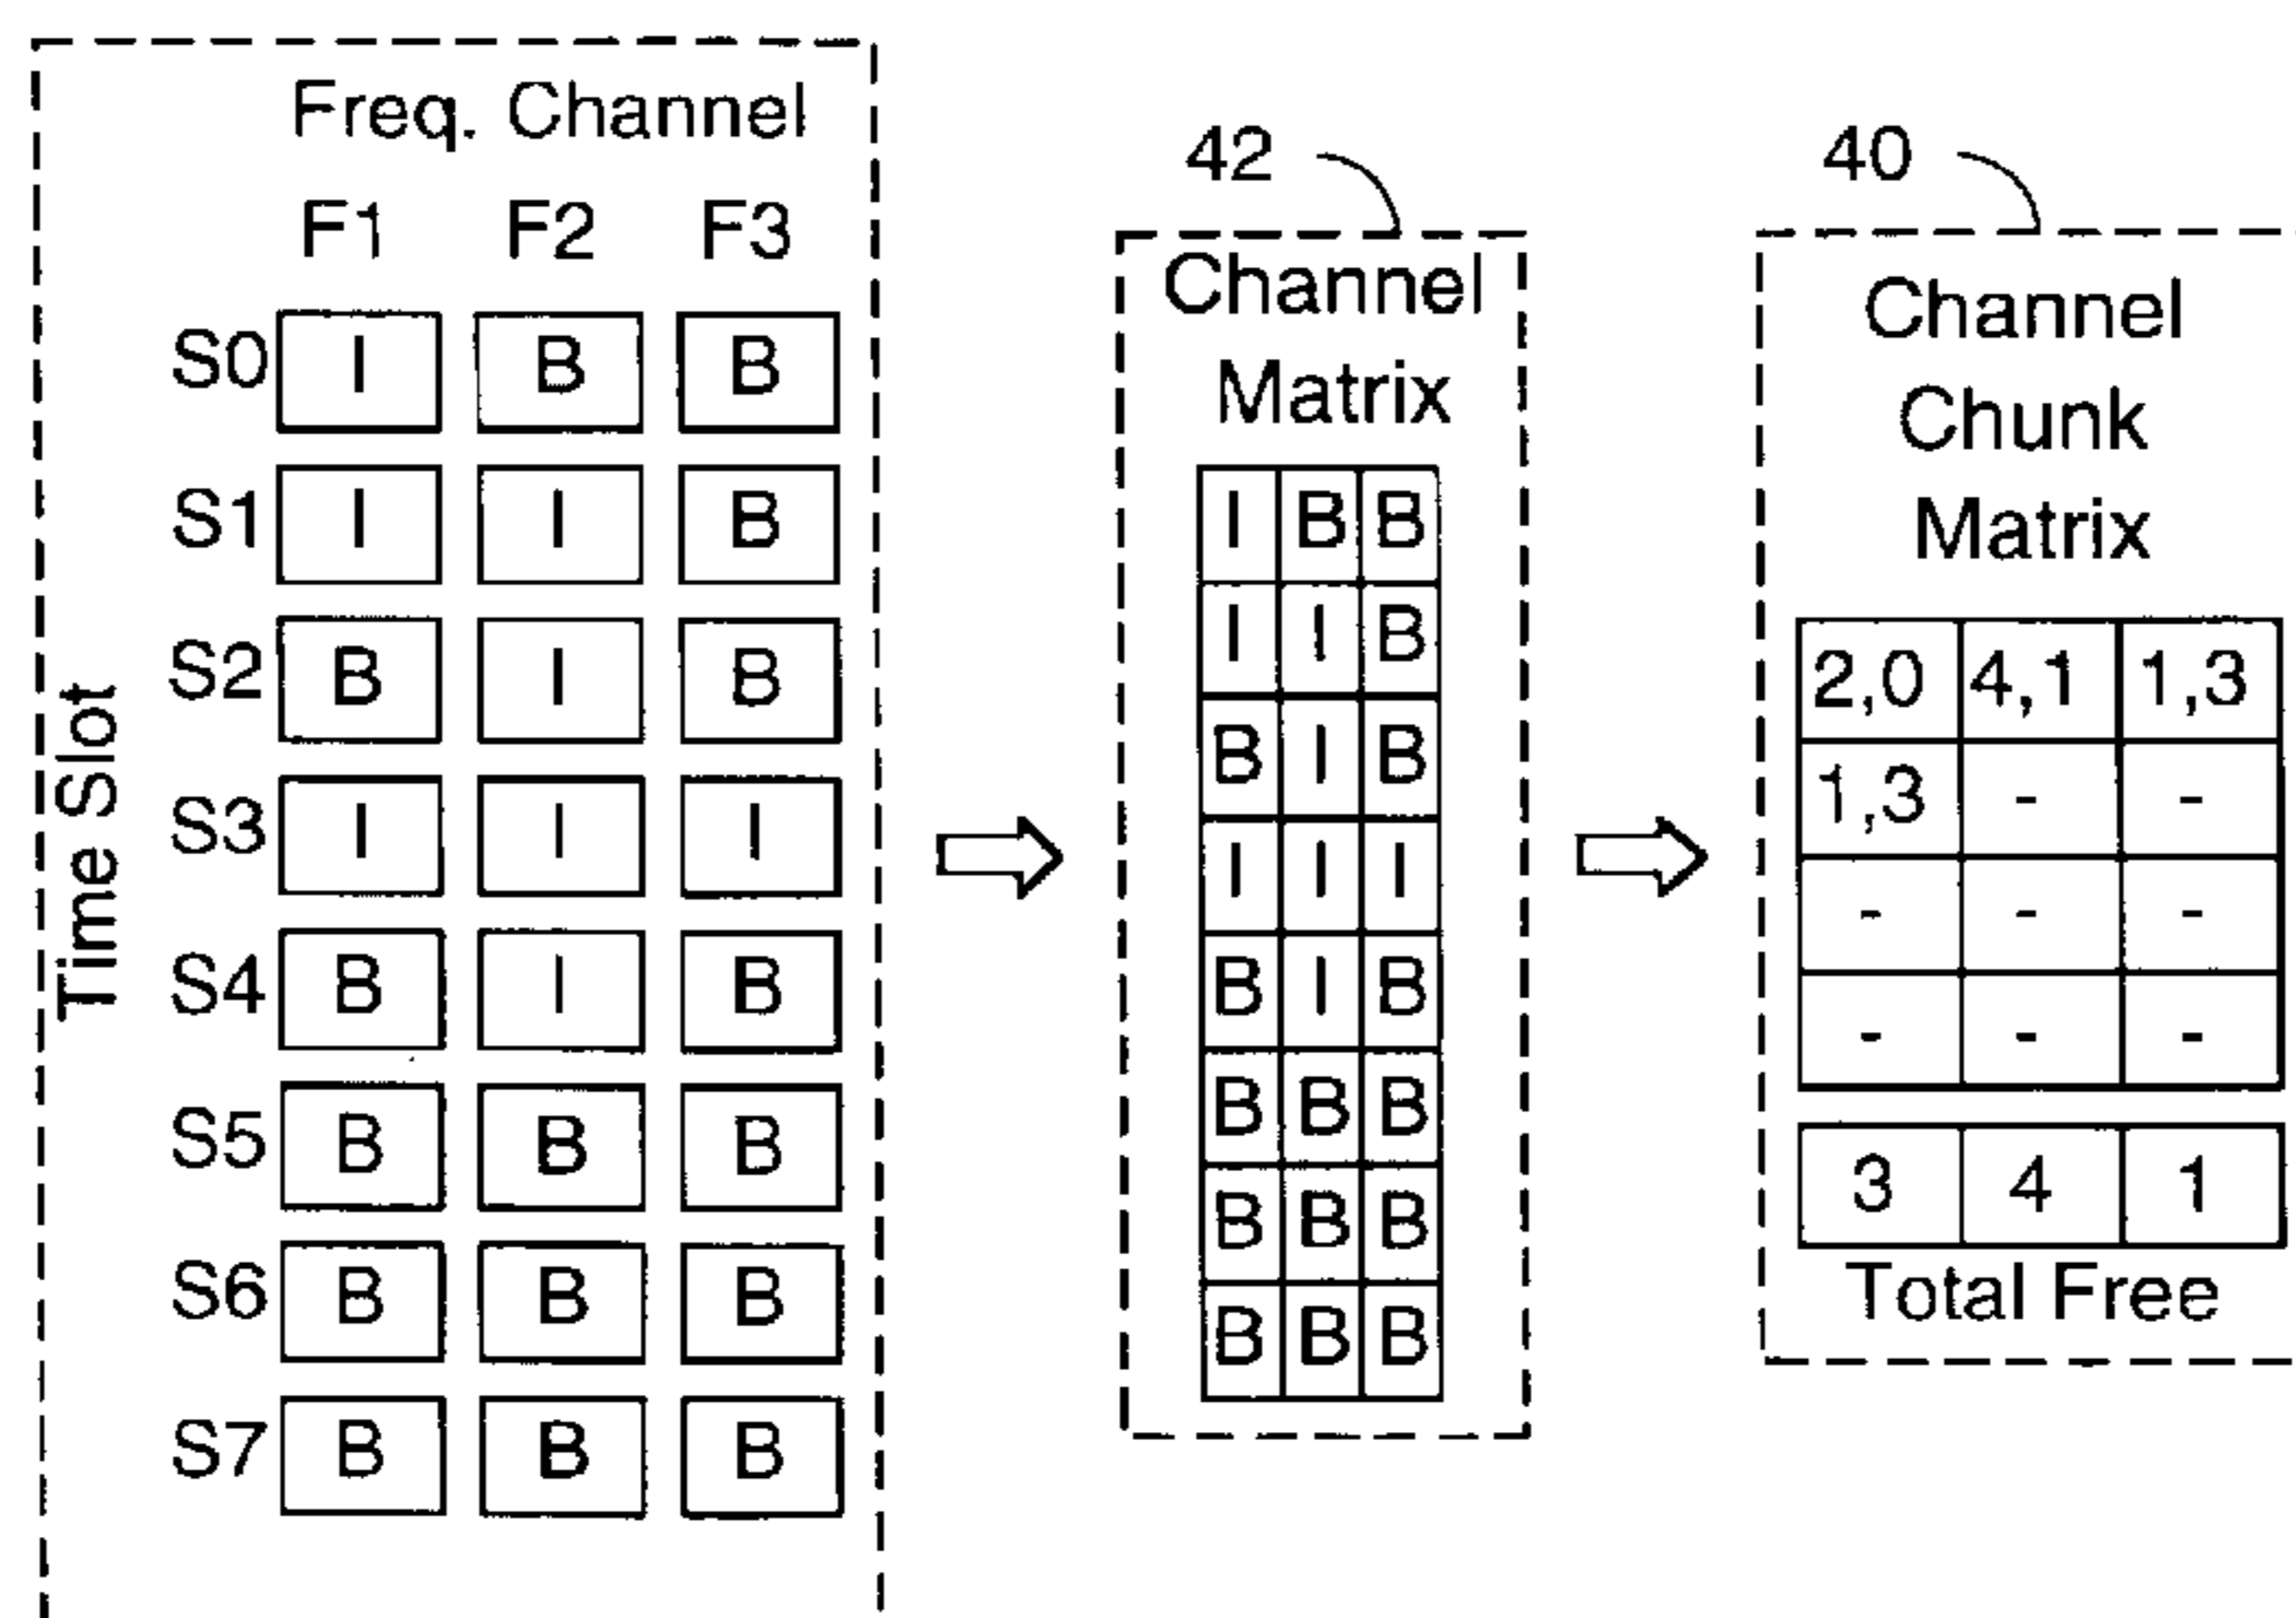 Freq. Channel
F1 F2 F3
Time Slot
S0 I B B
S1 I I B
S2 B I B
S3 I I I
S4 B I B
S5 B B B
S6 B B B
S7 B B B
42
Channel
Matrix
I B B
I I B
B I B
I I I
B I B
B B B
B B B
B B B
40
Channel
Chunk
Matrix
2,0 4,1 1,3
1,3 - -
- - -
- - -
3 4 1
Total Free